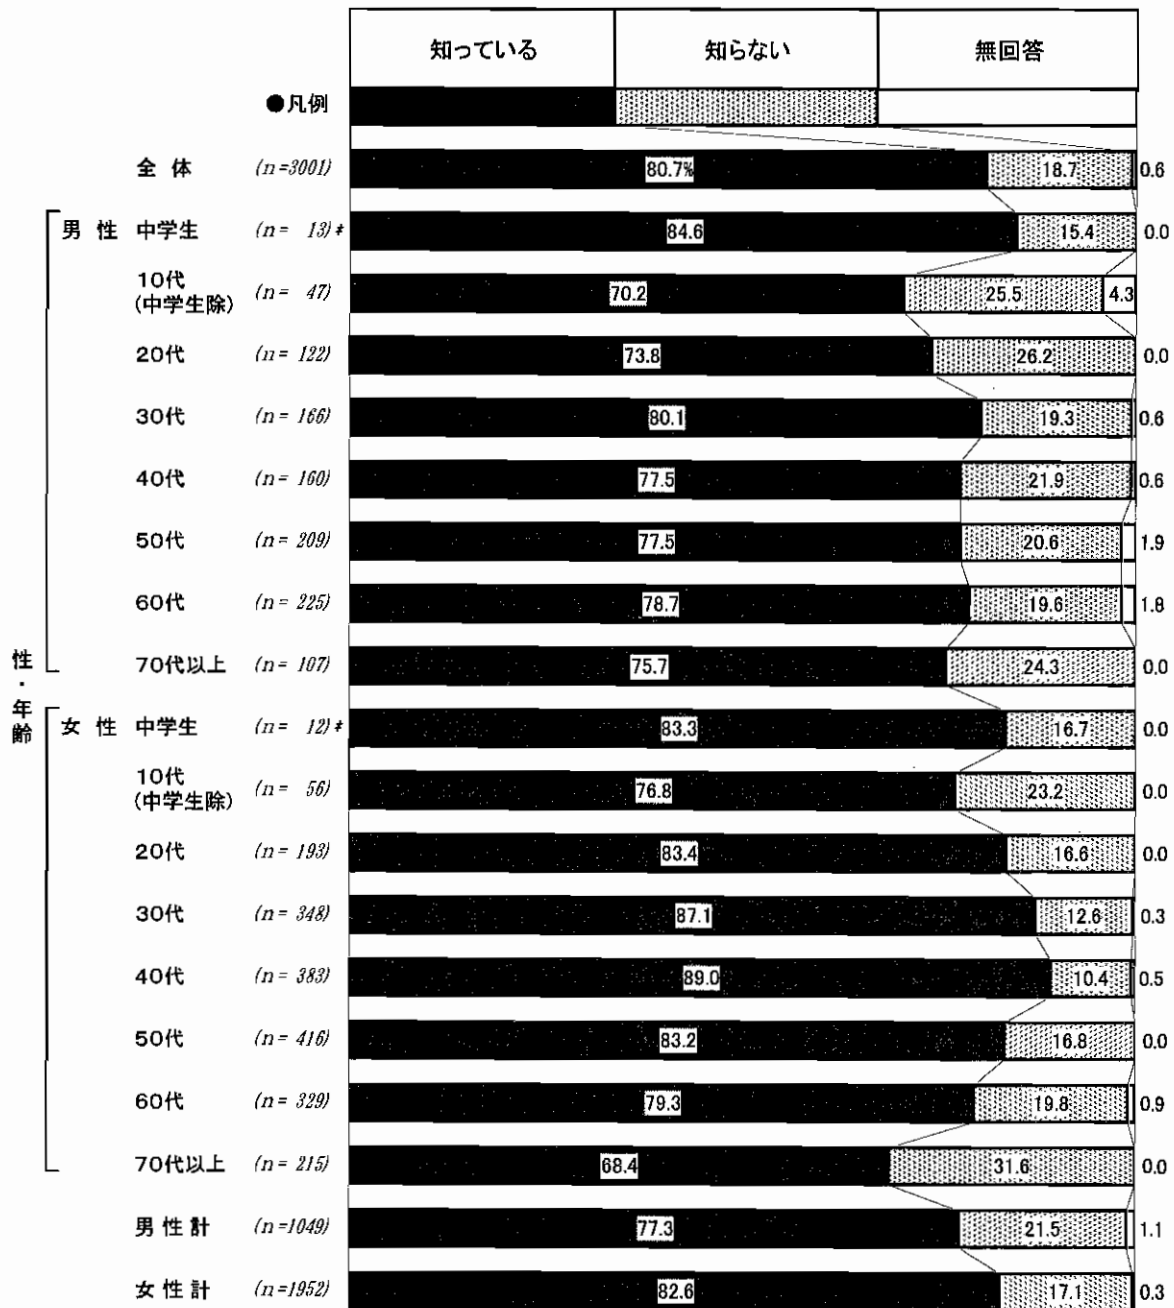 知っている 知らない 無回答
●凡例
全体 (n=3001) 80.7% 18.7 0.6
男性 中学生 (n= 13)* 84.6 15.4 0.0
10代
(中学生除) (n= 47) 70.2 25.5 4.3
20代 (n= 122) 73.8 26.2 0.0
30代 (n= 166) 80.1 19.3 0.6
40代 (n= 160) 77.5 21.9 0.6
50代 (n= 209) 77.5 20.6 1.9
60代 (n= 225) 78.7 19.6 1.8
70代以上 (n= 107) 75.7 24.3 0.0
性・年齢
女性 中学生 (n= 12)* 83.3 16.7 0.0
10代
(中学生除) (n= 56) 76.8 23.2 0.0
20代 (n= 193) 83.4 16.6 0.0
30代 (n= 348) 87.1 12.6 0.3
40代 (n= 383) 89.0 10.4 0.5
50代 (n= 416) 83.2 16.8 0.0
60代 (n= 329) 79.3 19.8 0.9
70代以上 (n= 215) 68.4 31.6 0.0
男性計 (n=1049) 77.3 21.5 1.1
女性計 (n=1952) 82.6 17.1 0.3